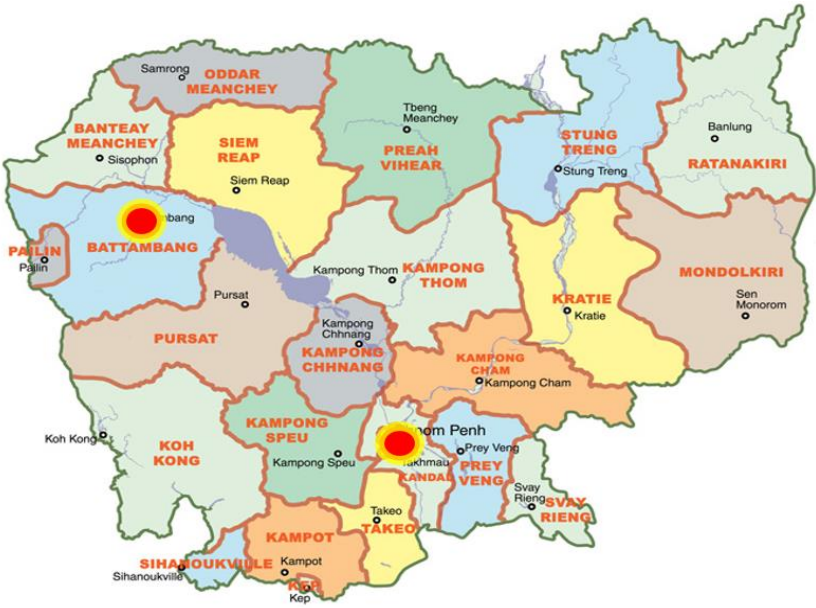 Samrong
ODDAR
MEANCHEY
Tbeng
Meanchey
PREAH
VIHEAR
STUNG
TRENG
Stung Treng
Banlung
RATANAKIRI
BANTEAY
MEANCHEY
Sisophon
SIEM
REAP
Siem Reap
BATTAMBANG
PAILIN
Pailin
Kampong Thom
KAMPONG
THOM
KRATIE
Kratie
MONDOLKIRI
Sen
Monorom
Pursat
PURSAT
Kampong
Chhnang
KAMPONG
CHHNANG
KAMPONG
CHAM
Kampong Cham
Koh Kong
KOH
KONG
KAMPONG
SPEU
Kampong Speu
Penh
KANDAL
Prey Veng
PREY
VENG
Svay
Rieng
SVAY
RIENG
Takeo
TAKEO
KAMPOT
Kampot
SIHANOUKVILLE
Sihanoukville
KEP
Kep